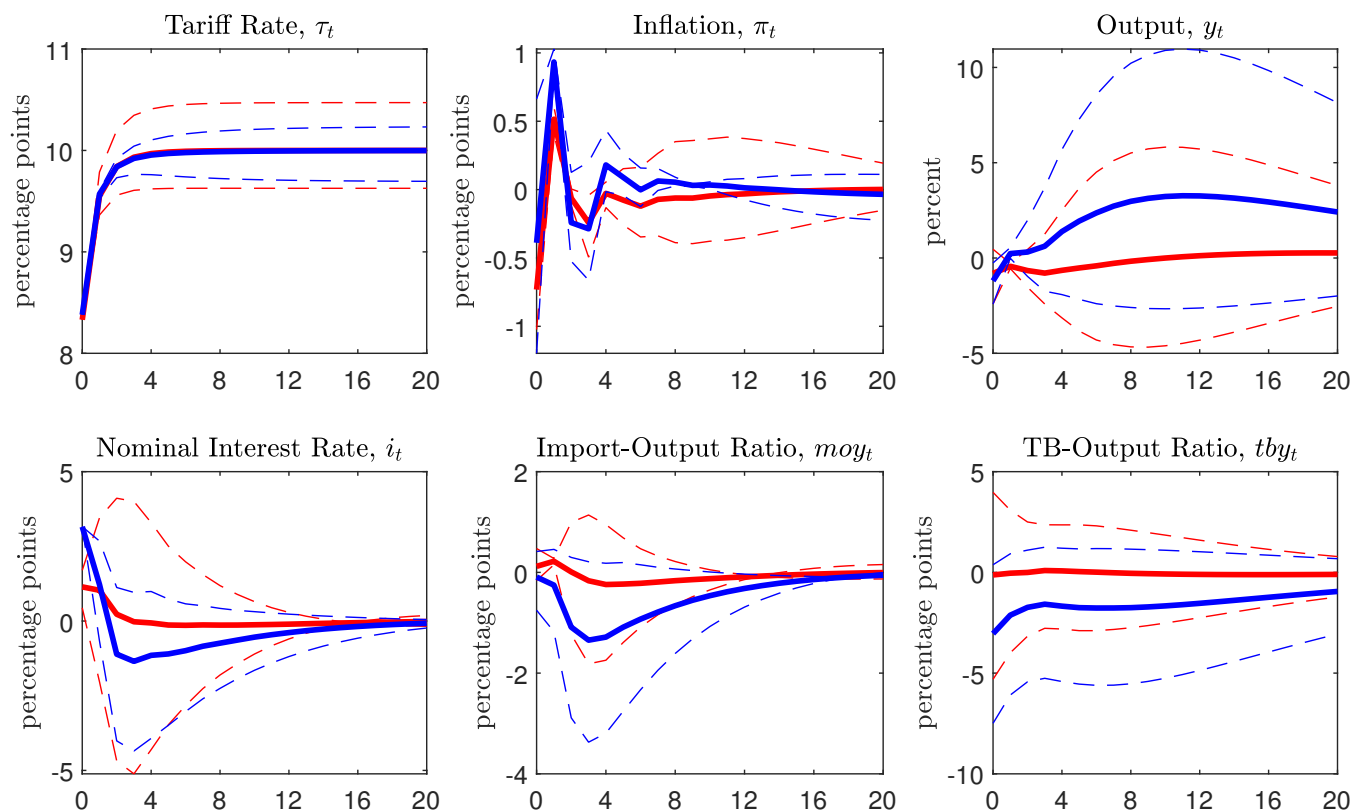 Tariff Rate, τt
Inflation, πt
Output, yt
percentage points
11
10
9
8
0 4 8 12 16 20
percentage points
1
0.5
0
-0.5
-1
0 4 8 12 16 20
percent
10
5
0
-5
0 4 8 12 16 20
Nominal Interest Rate, it
Import-Output Ratio, moyt
TB-Output Ratio, tbyt
percentage points
5
0
-5
0 4 8 12 16 20
percentage points
2
0
-2
-4
0 4 8 12 16 20
percentage points
5
0
-5
-10
0 4 8 12 16 20